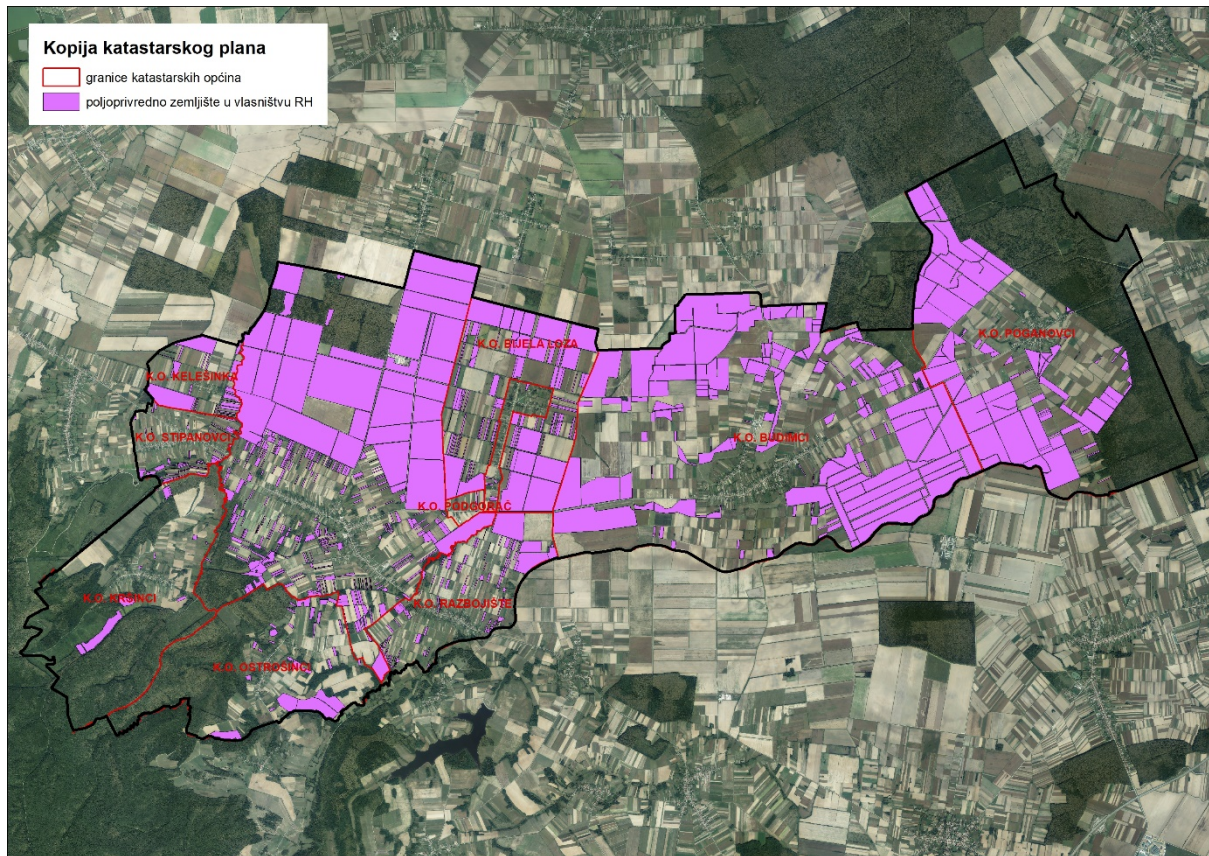 Kopija katastarskog plana
granice katastarskih općina
poljoprivredno zemljište u vlasništvu RH
K.O. POGANOVCI
K.O. BIJELA LOZA
K.O. KELEŠINKA
K.O. STIPANOVCI
K.O. BUDIMCI
K.O. PODGORAČ
K.O. KRŠINCI
K.O. RAZBOJIŠTE
K.O. OSTROŠINCI